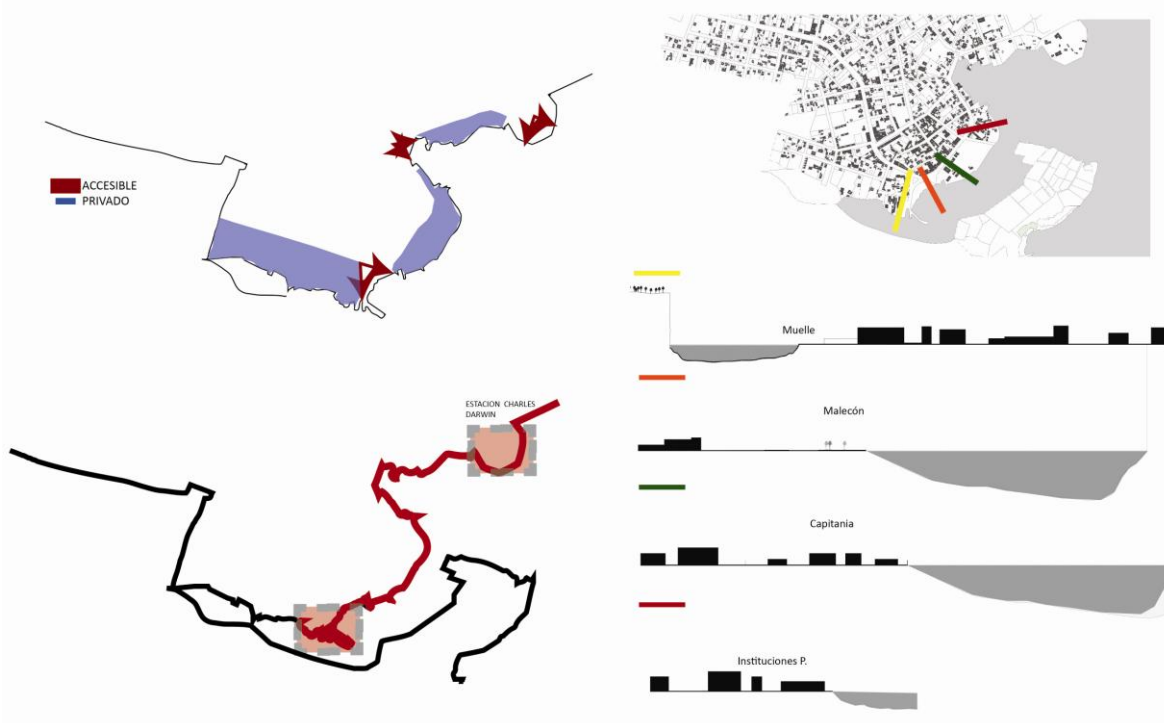 ACCESIBLE
PRIVADO
ESTACION CHARLES
DARWIN
Muelle
Malecón
Capitania
Instituciones P.